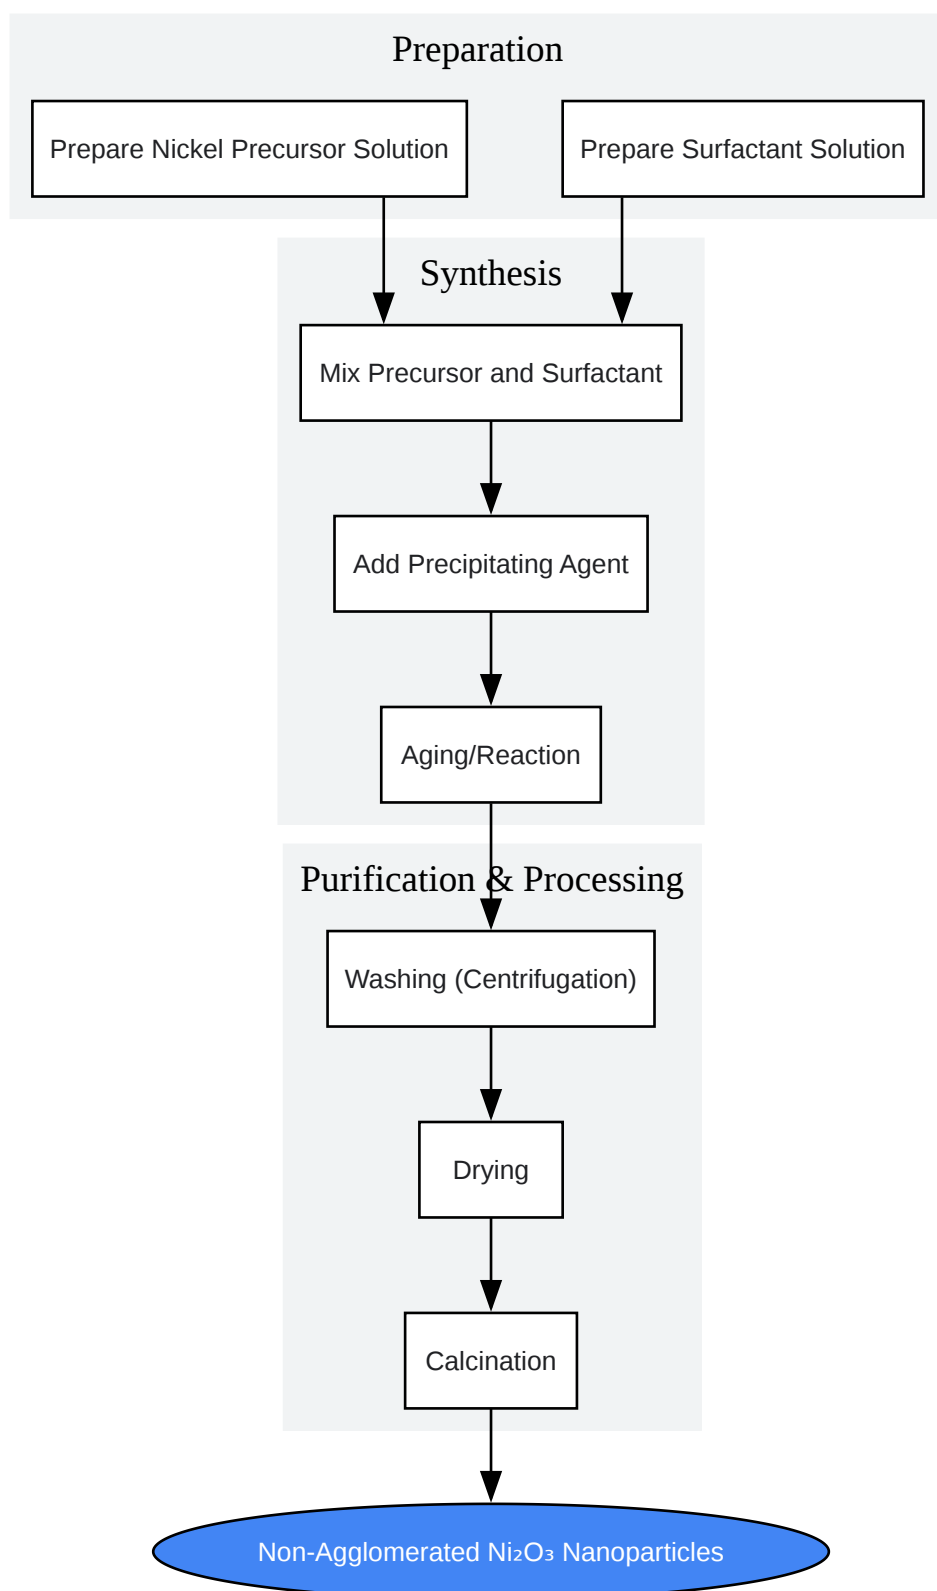 Preparation
Prepare Nickel Precursor Solution
Prepare Surfactant Solution
Synthesis
Mix Precursor and Surfactant
Add Precipitating Agent
Aging/Reaction
Purification & Processing
Washing (Centrifugation)
Drying
Calcination
Non-Agglomerated Ni₂O₃ Nanoparticles